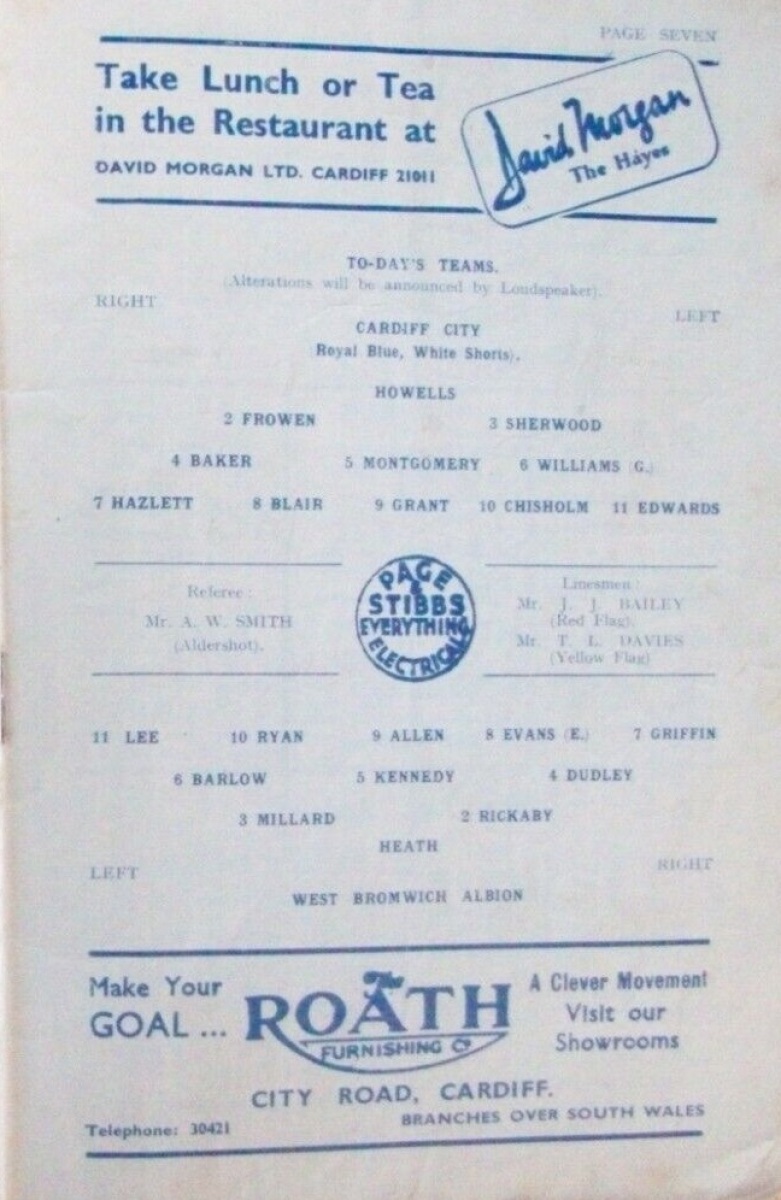 PAGE SEVEN
Take Lunch or Tea
in the Restaurant at
DAVID MORGAN LTD. CARDIFF 21011
David Morgan
The Hayes
TO-DAY'S TEAMS.
(Alterations will be announced by Loudspeaker).
RIGHT
LEFT
CARDIFF CITY
(Royal Blue, White Shorts).
HOWELLS
2 FROWEN 3 SHERWOOD
4 BAKER 5 MONTGOMERY 6 WILLIAMS (G.)
7 HAZLETT 8 BLAIR 9 GRANT 10 CHISHOLM 11 EDWARDS
Referee :
Mr. A. W. SMITH
(Aldershot).
PAGE
&
STIBBS
EVERYTHING
ELECTRICAL
Linesmen :
Mr. J. J. BAILEY
(Red Flag).
Mr. T. L. DAVIES
(Yellow Flag)
11 LEE 10 RYAN 9 ALLEN 8 EVANS (E.) 7 GRIFFIN
6 BARLOW 5 KENNEDY 4 DUDLEY
3 MILLARD 2 RICKABY
HEATH
LEFT
RIGHT
WEST BROMWICH ALBION
Make Your
GOAL ...
The
ROATH
FURNISHING Co
A Clever Movement
Visit our
Showrooms
CITY ROAD, CARDIFF.
Telephone: 30421
BRANCHES OVER SOUTH WALES